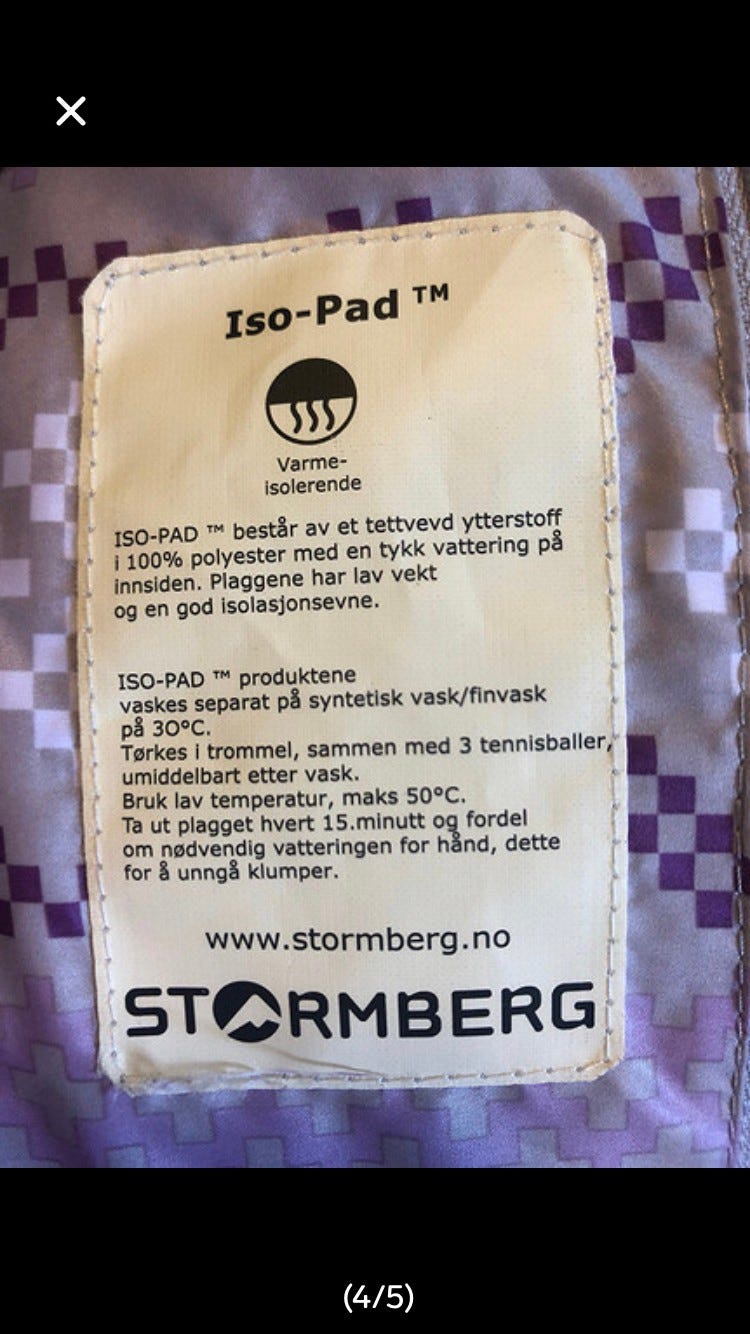 Iso-Pad ™
Varme-
isolerende
ISO-PAD ™ består av et tettvevd ytterstoff
i 100% polyester med en tykk vattering på
innsiden. Plaggene har lav vekt
og en god isolasjonsevne.
ISO-PAD ™ produktene
vaskes separat på syntetisk vask/finvask
på 30°C.
Tørkes i trommel, sammen med 3 tennisballer,
umiddelbart etter vask.
Bruk lav temperatur, maks 50°C.
Ta ut plagget hvert 15.minutt og fordel
om nødvendig vatteringen for hånd, dette
for å unngå klumper.
www.stormberg.no
STORMBERG
(4/5)